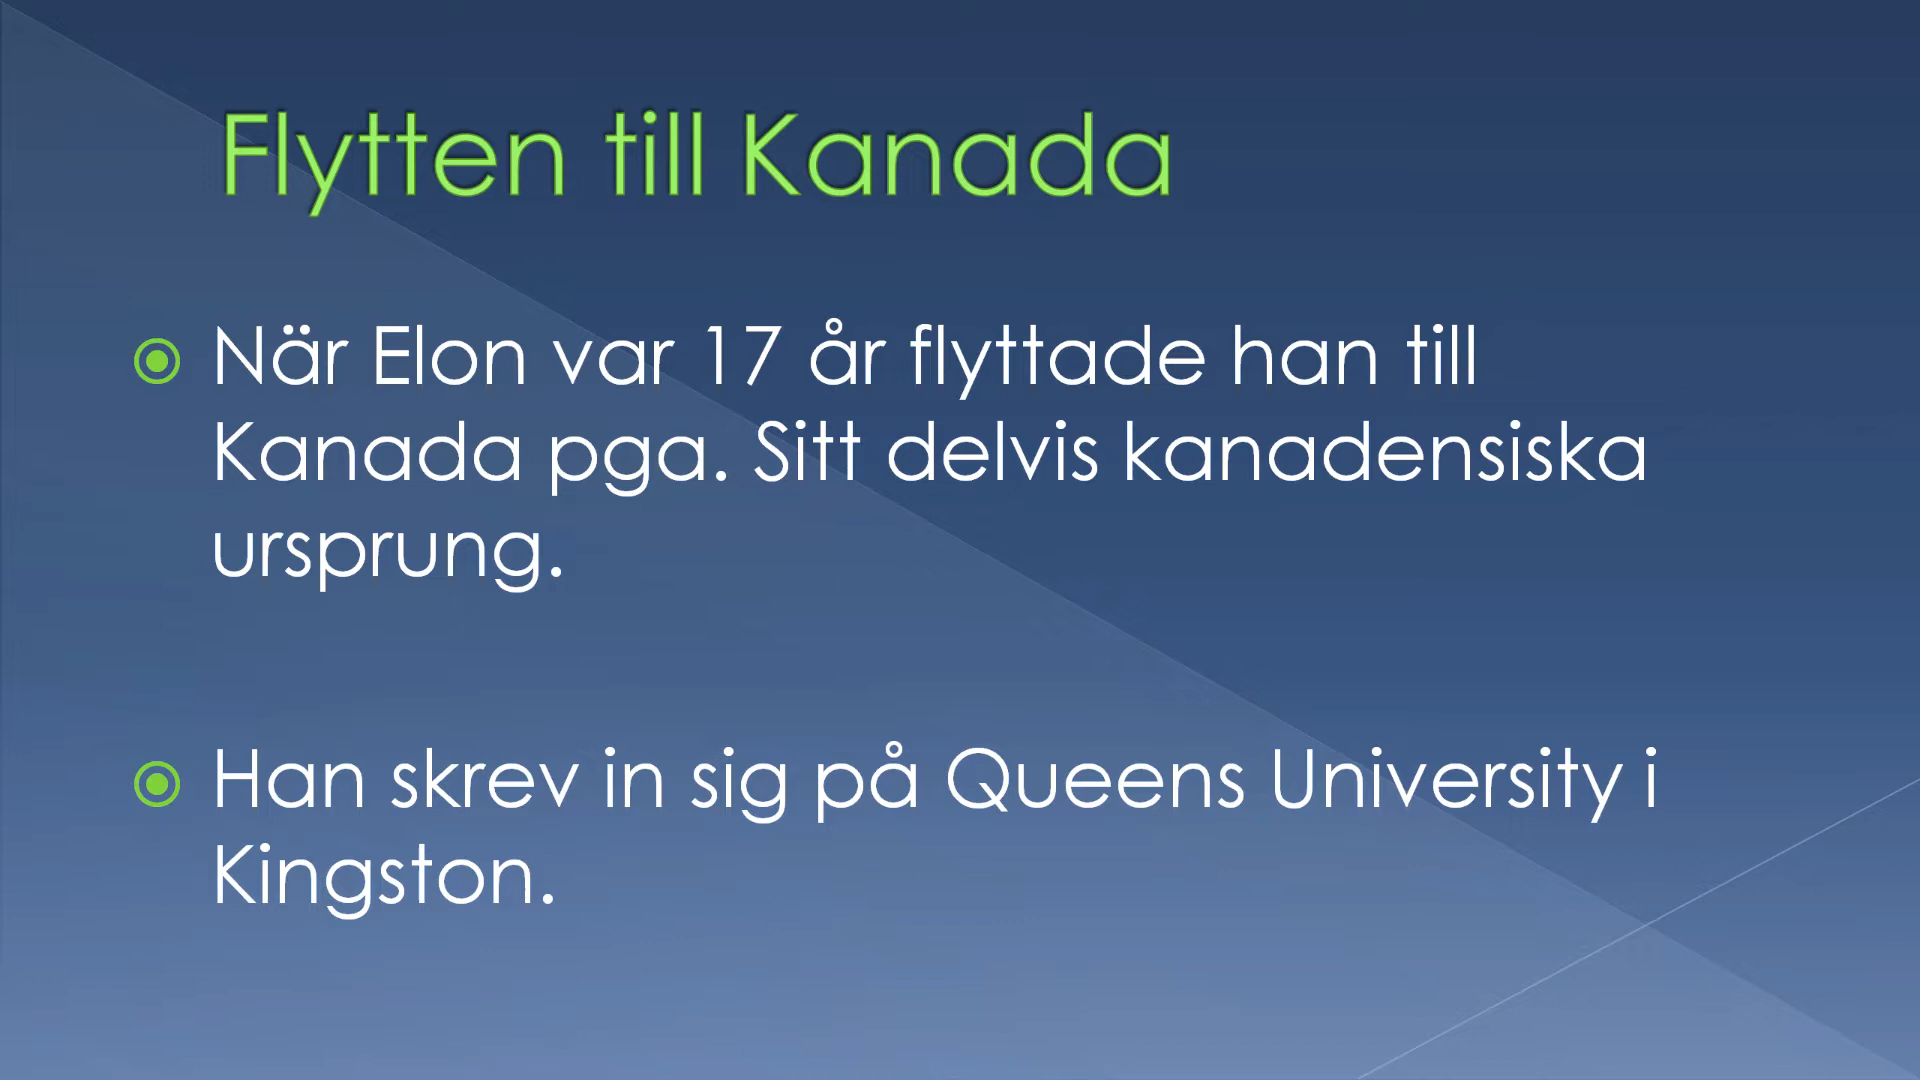 Flytten till Kanada
När Elon var 17 år flyttade han till
Kanada pga. Sitt delvis kanadensiska
ursprung.
Han skrev in sig på Queens University i
Kingston.